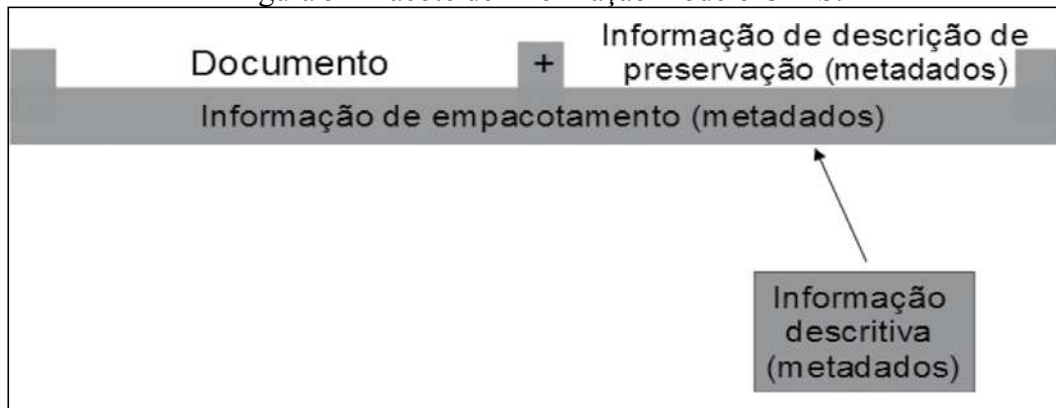 Documento + Informação de descrição de
preservação (metadados)
Informação de empacotamento (metadados)
Informação
descritiva
(metadados)